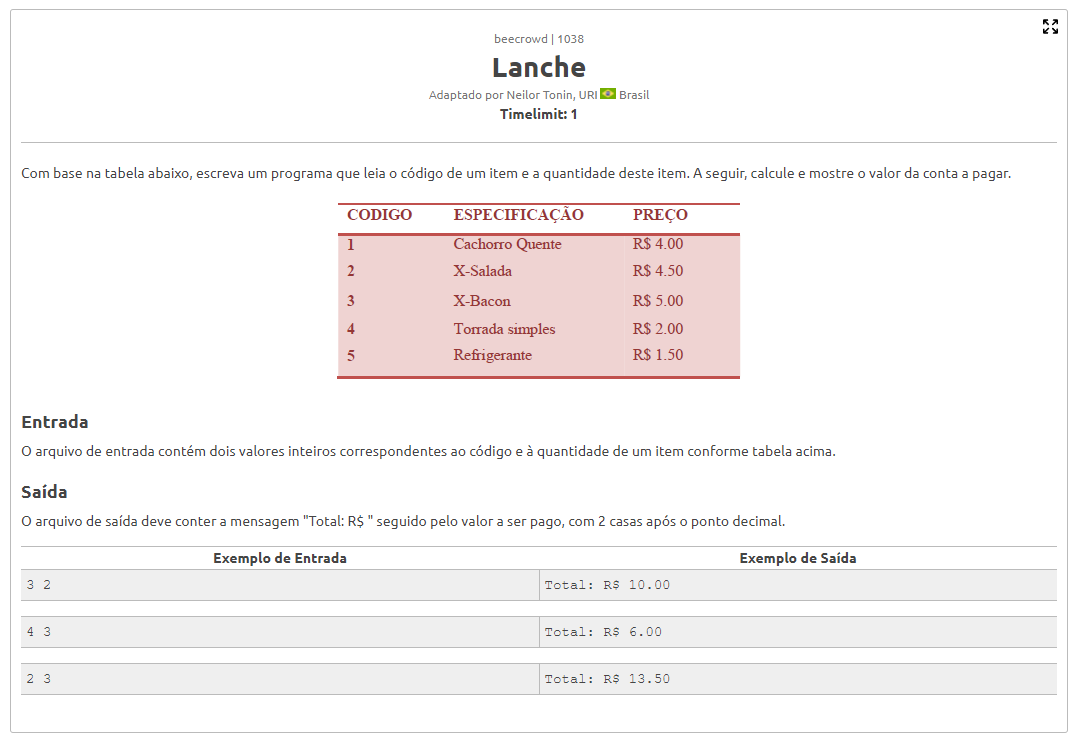 beecrowd | 1038
Lanche
Adaptado por Neilor Tonin, URI Brasil
Timelimit: 1
Com base na tabela abaixo, escreva um programa que leia o código de um item e a quantidade deste item. A seguir, calcule e mostre o valor da conta a pagar.
CODIGO ESPECIFICAÇÃO PREÇO
1 Cachorro Quente R$ 4.00
2 X-Salada R$ 4.50
3 X-Bacon R$ 5.00
4 Torrada simples R$ 2.00
5 Refrigerante R$ 1.50
Entrada
O arquivo de entrada contém dois valores inteiros correspondentes ao código e à quantidade de um item conforme tabela acima.
Saída
O arquivo de saída deve conter a mensagem "Total: R$ " seguido pelo valor a ser pago, com 2 casas após o ponto decimal.
Exemplo de Entrada Exemplo de Saída
3 2 Total: R$ 10.00
4 3 Total: R$ 6.00
2 3 Total: R$ 13.50